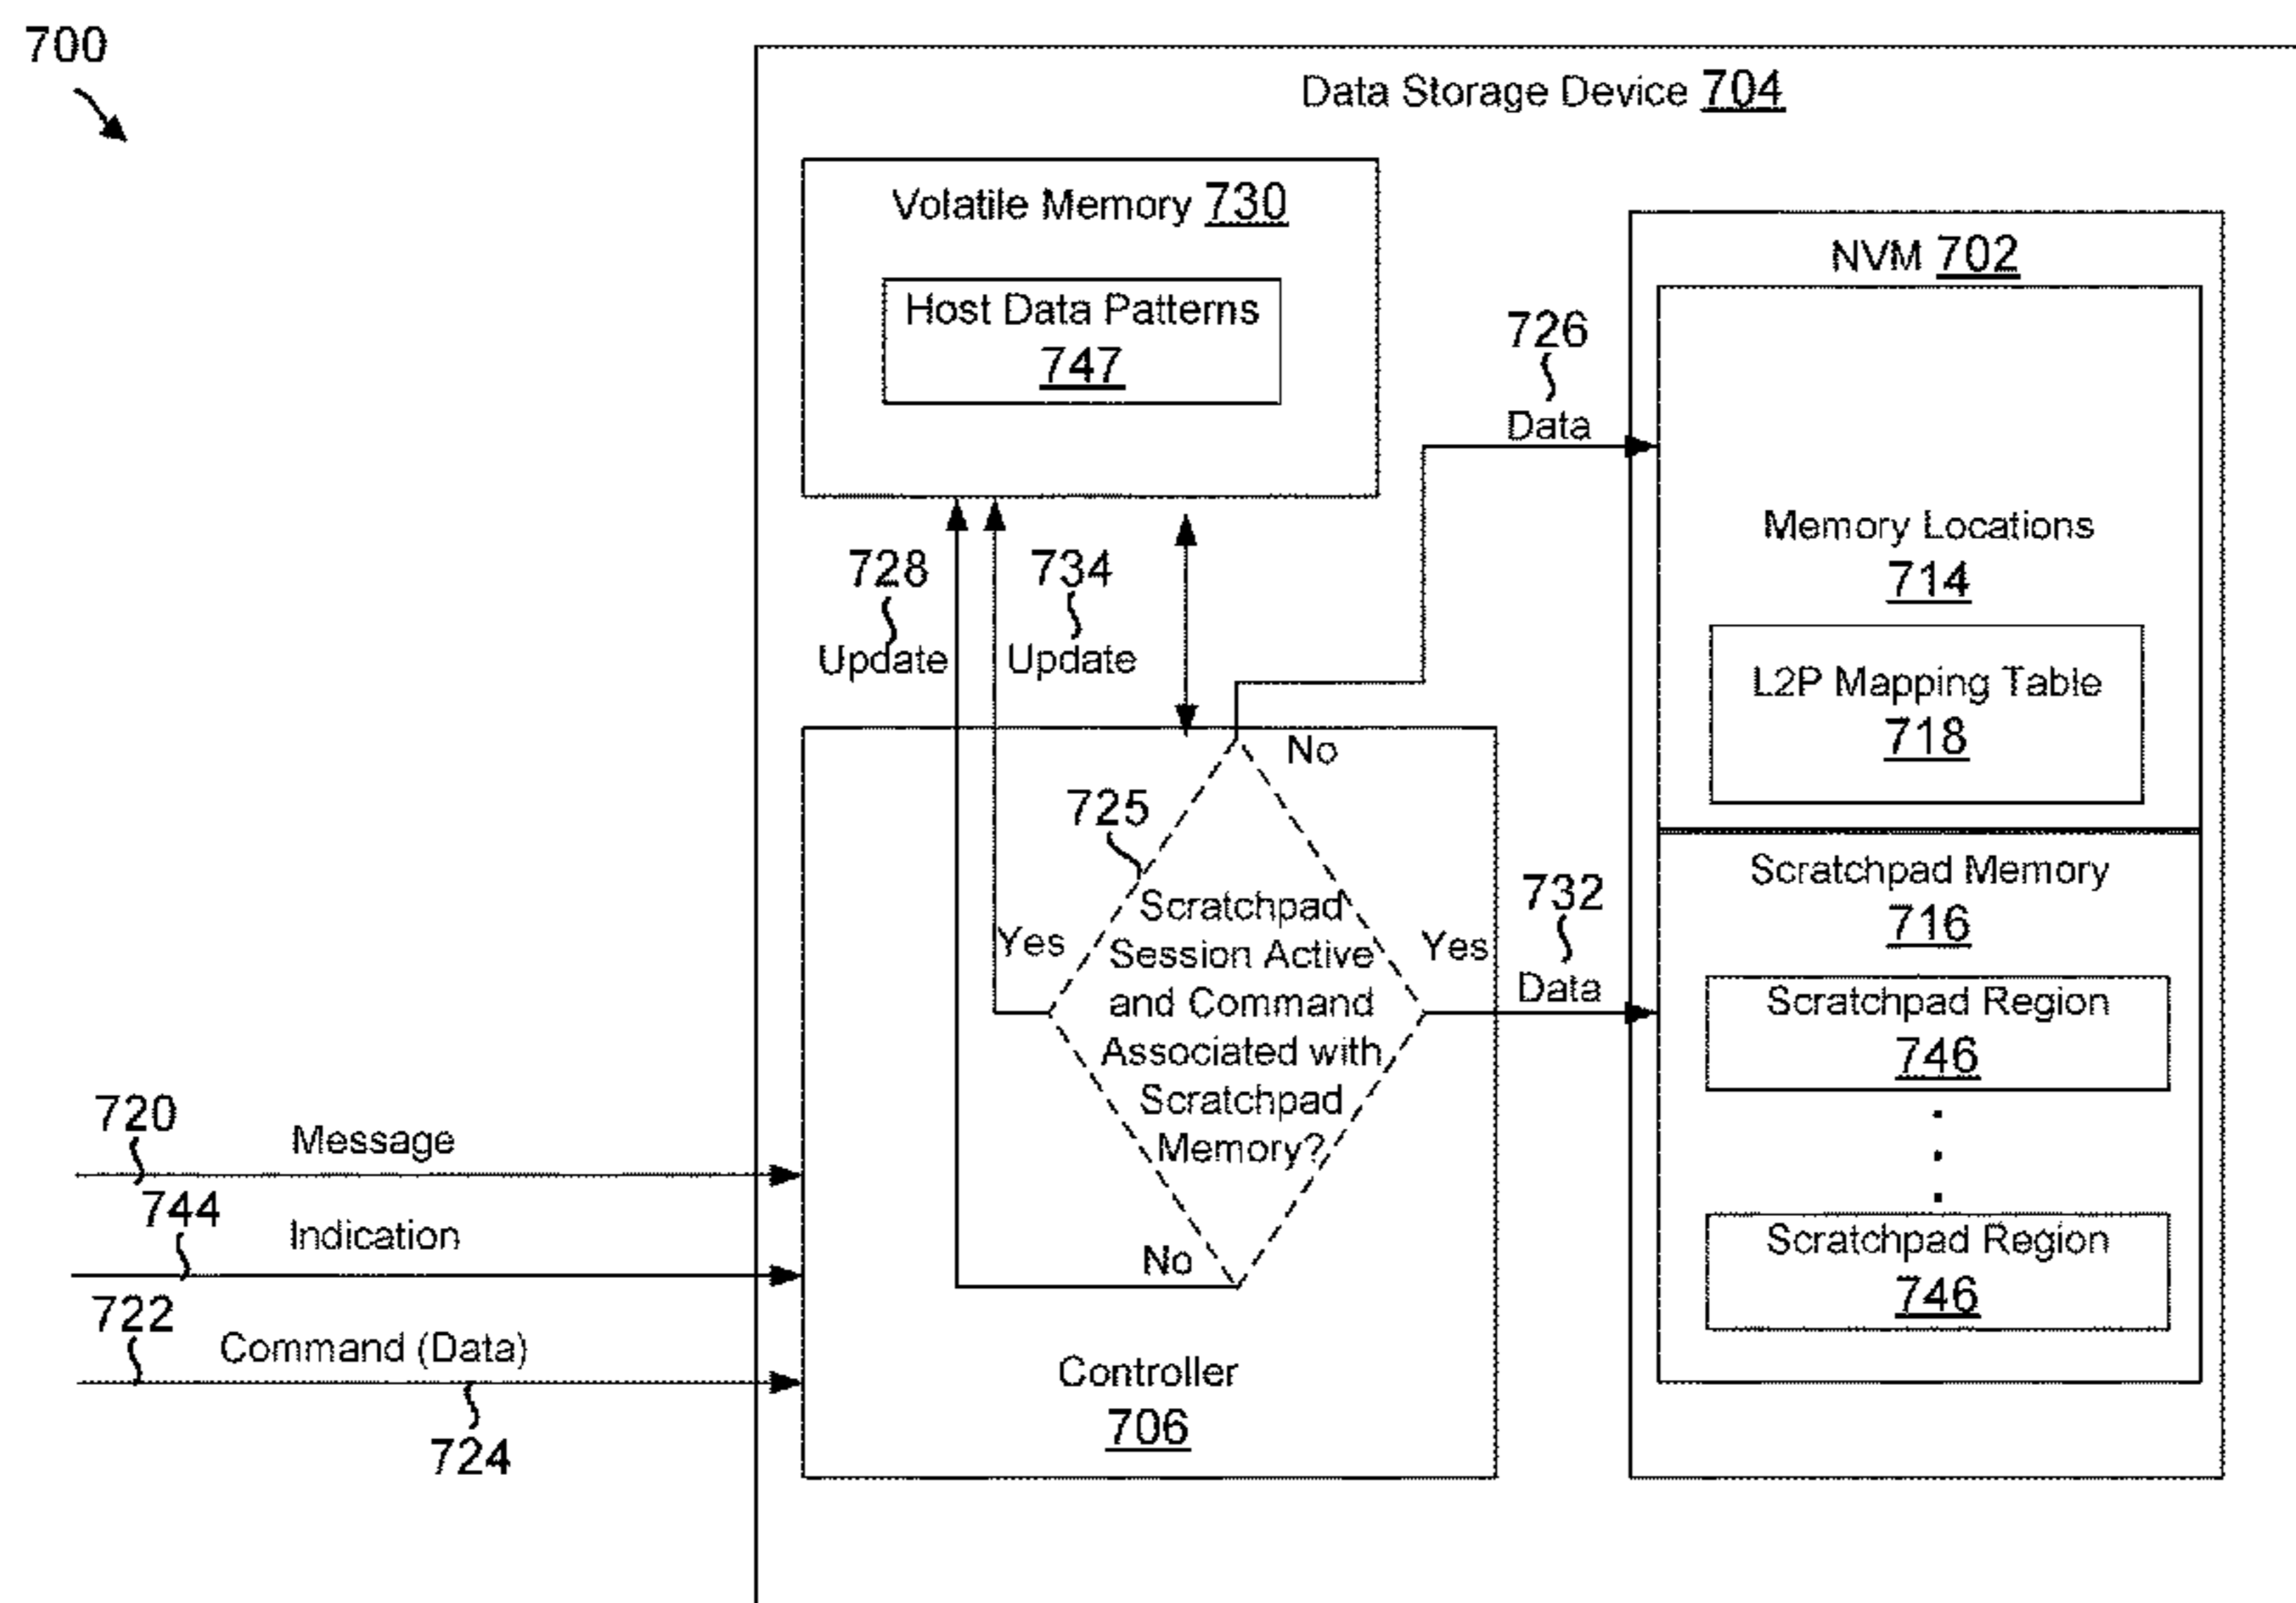 700
Data Storage Device 704
Volatile Memory 730
Host Data Patterns
747
NVM 702
726
Data
Memory Locations
714
L2P Mapping Table
718
728
Update
734
Update
No
725
Scratchpad
Session Active
and Command
Associated with
Scratchpad
Memory?
Yes
Yes
No
732
Data
Scratchpad Memory
716
Scratchpad Region
746
Scratchpad Region
746
720
Message
744
Indication
722
Command (Data)
724
Controller
706